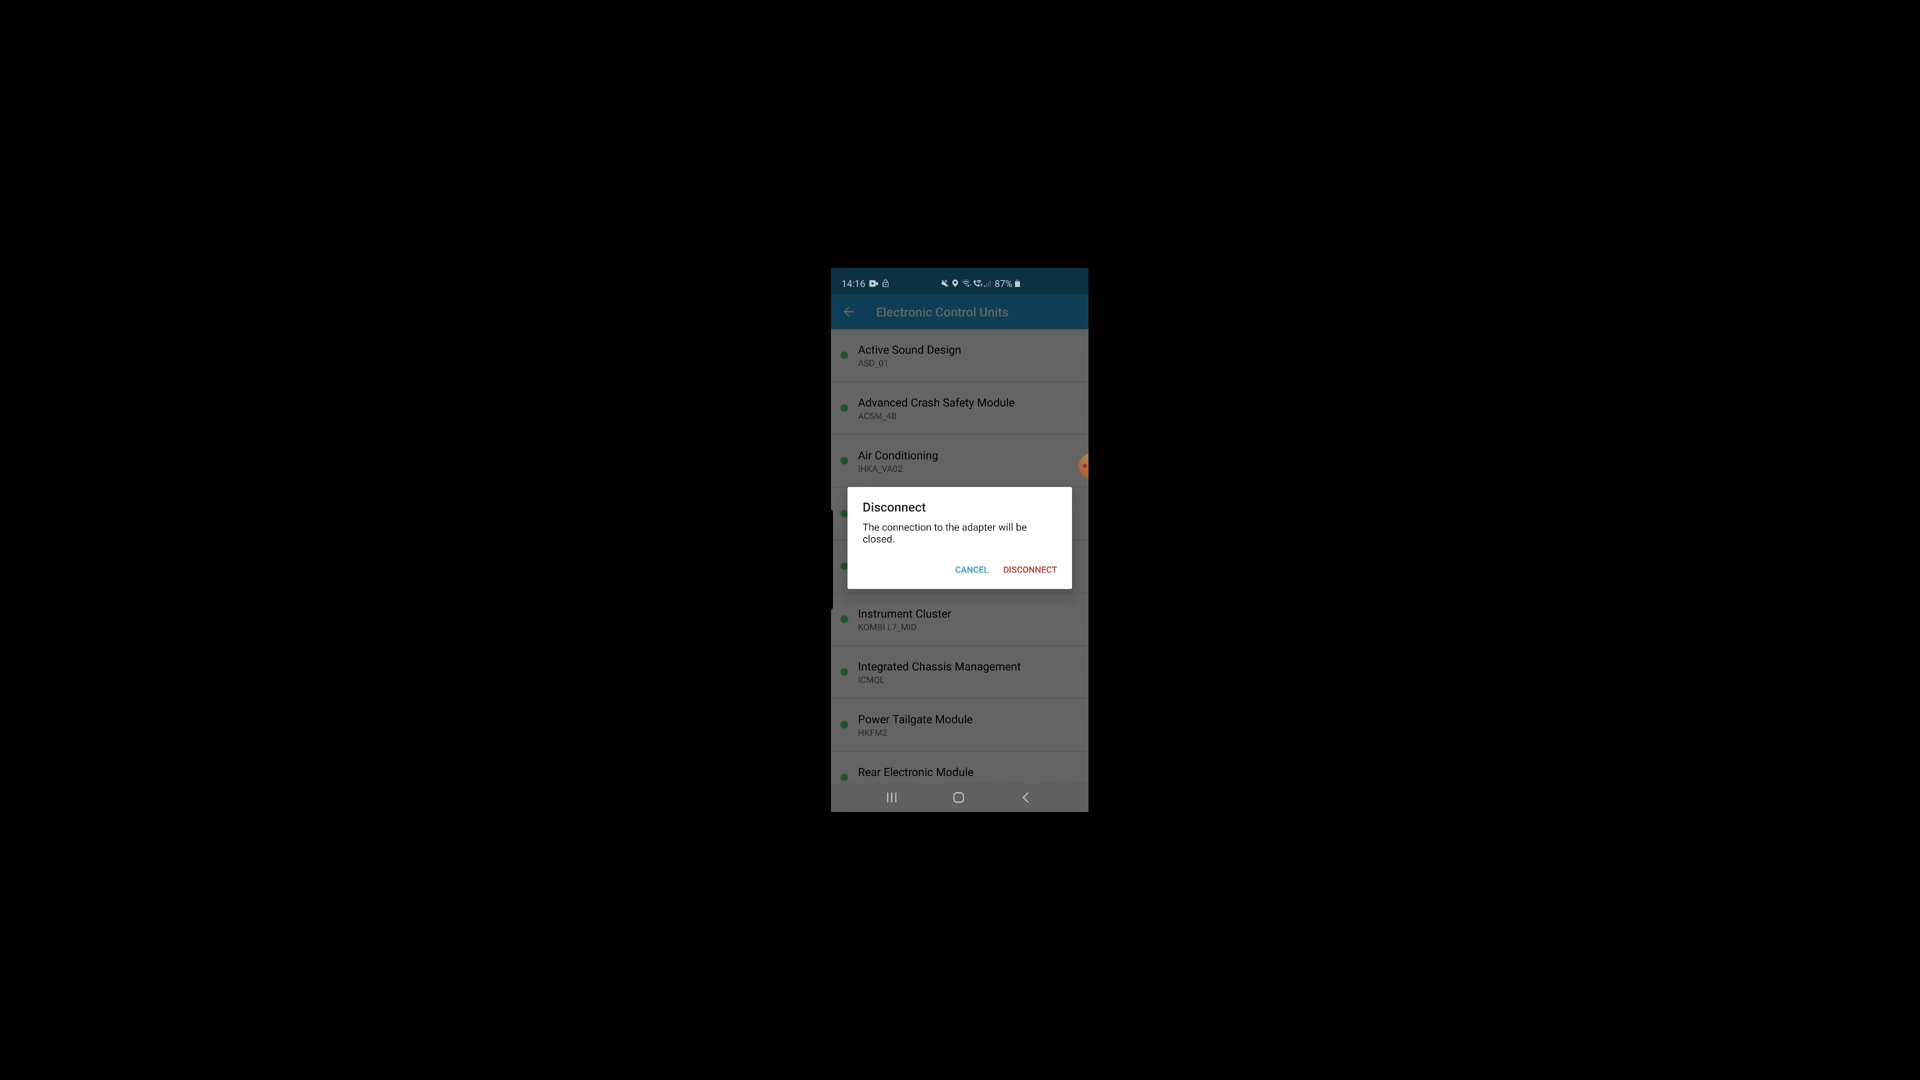 14:16 87%
Electronic Control Units
Active Sound Design
ASD_01
Advanced Crash Safety Module
ACSM_4B
Air Conditioning
IHKA_VA02
Disconnect
The connection to the adapter will be
closed.
CANCEL DISCONNECT
Instrument Cluster
KOMBI L7_MID
Integrated Chassis Management
ICMQL
Power Tailgate Module
HKFM2
Rear Electronic Module